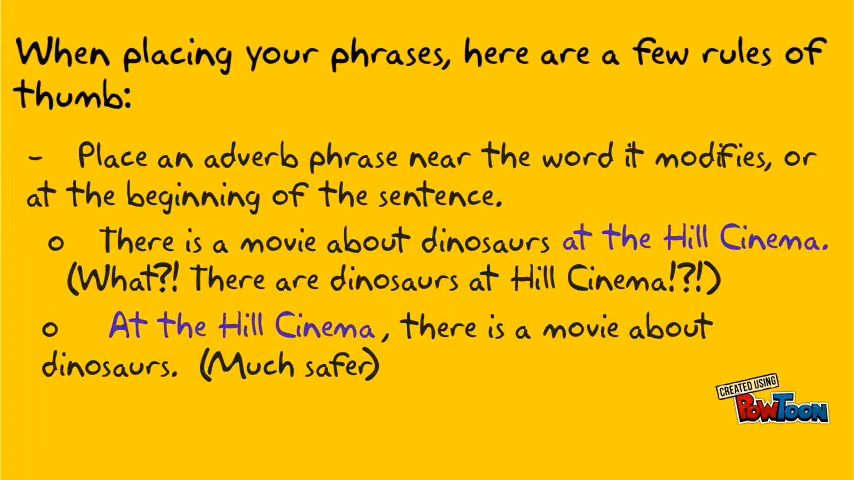 When placing your phrases, here are a few rules of
thumb:
- Place an adverb phrase near the word it modifies, or
at the beginning of the sentence.
o There is a movie about dinosaurs at the Hill Cinema.
(What?! There are dinosaurs at Hill Cinema!?!)
o At the Hill Cinema, there is a movie about
dinosaurs. (Much safer)
CREATED USING
POWTOON